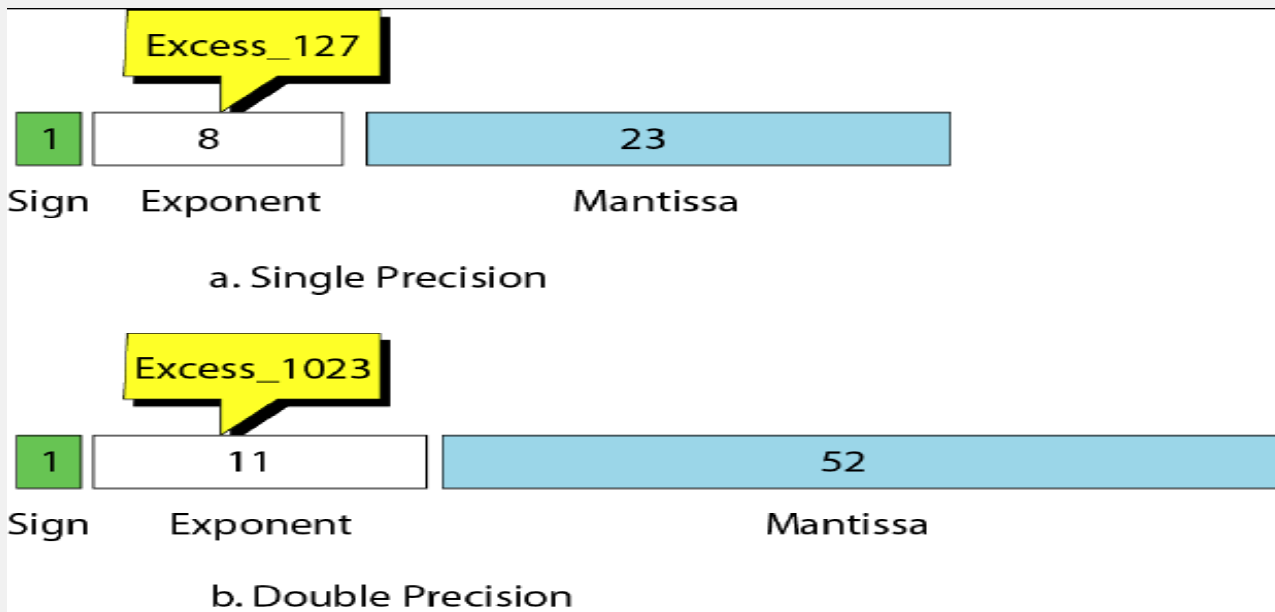 Excess_127
1 8 23
Sign Exponent Mantissa
a. Single Precision
Excess_1023
1 11 52
Sign Exponent Mantissa
b. Double Precision